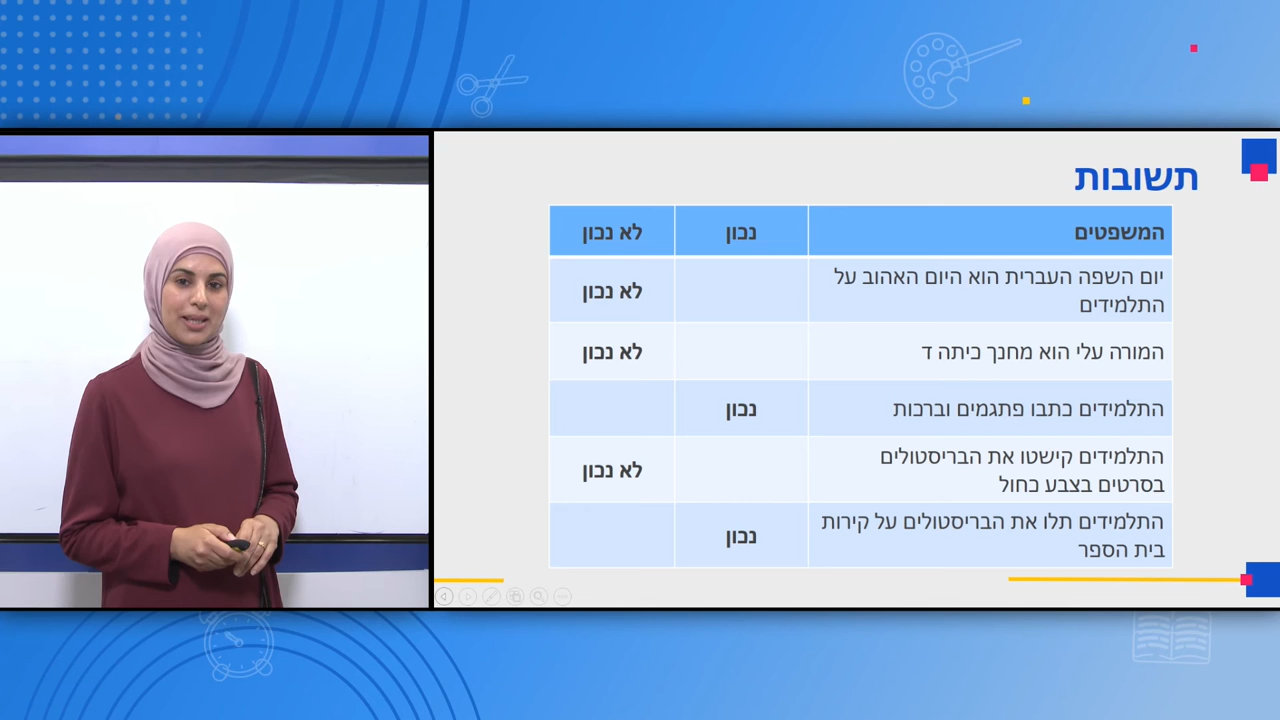 תשובות
המשפטים נכון לא נכון
יום השפה העברית הוא היום האהוב על
התלמידים
לא נכון
המורה עלי הוא מחנך כיתה ד לא נכון
התלמידים כתבו פתגמים וברכות נכון
התלמידים קישטו את הבריסטולים
בסרטים בצבע כחול
לא נכון
התלמידים תלו את הבריסטולים על קירות
בית הספר
נכון